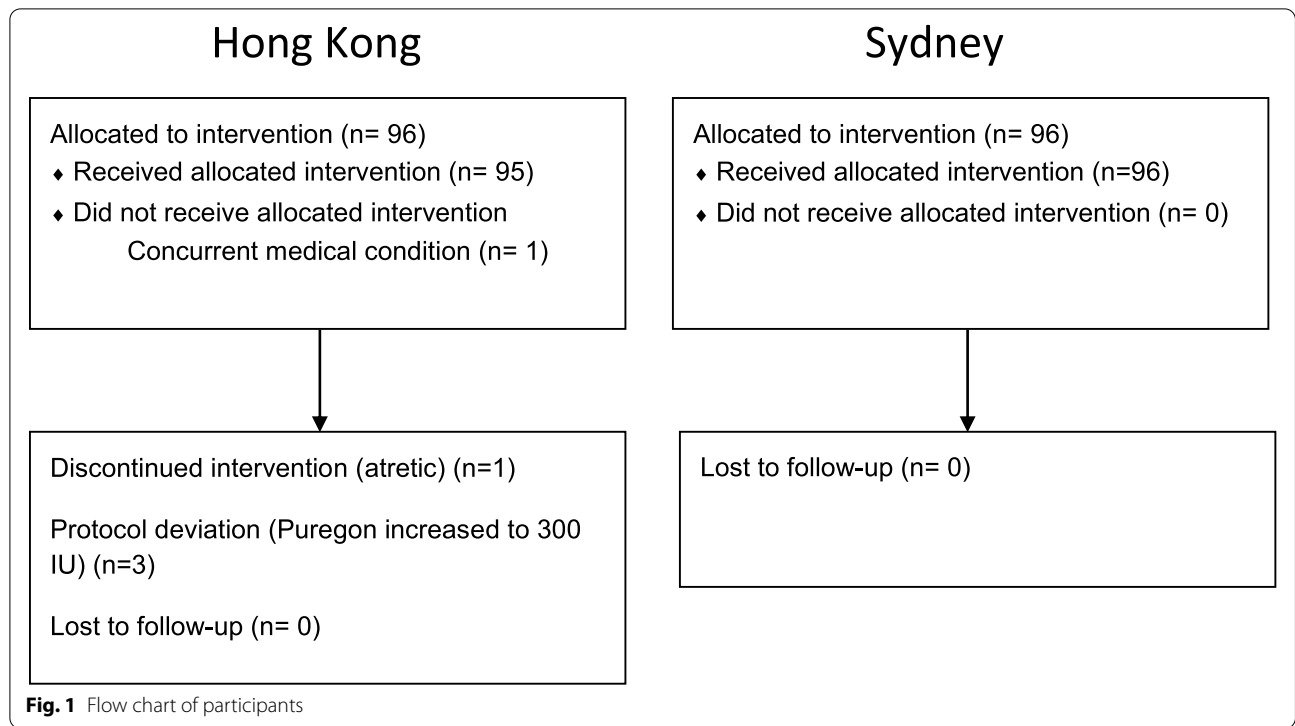 Hong Kong
Allocated to intervention (n= 96)
♦ Received allocated intervention (n= 95)
♦ Did not receive allocated intervention
Concurrent medical condition (n= 1)
Discontinued intervention (atretic) (n=1)
Protocol deviation (Puregon increased to 300
IU) (n=3)
Lost to follow-up (n= 0)
Sydney
Allocated to intervention (n= 96)
♦ Received allocated intervention (n=96)
♦ Did not receive allocated intervention (n= 0)
Lost to follow-up (n= 0)
Fig. 1 Flow chart of participants